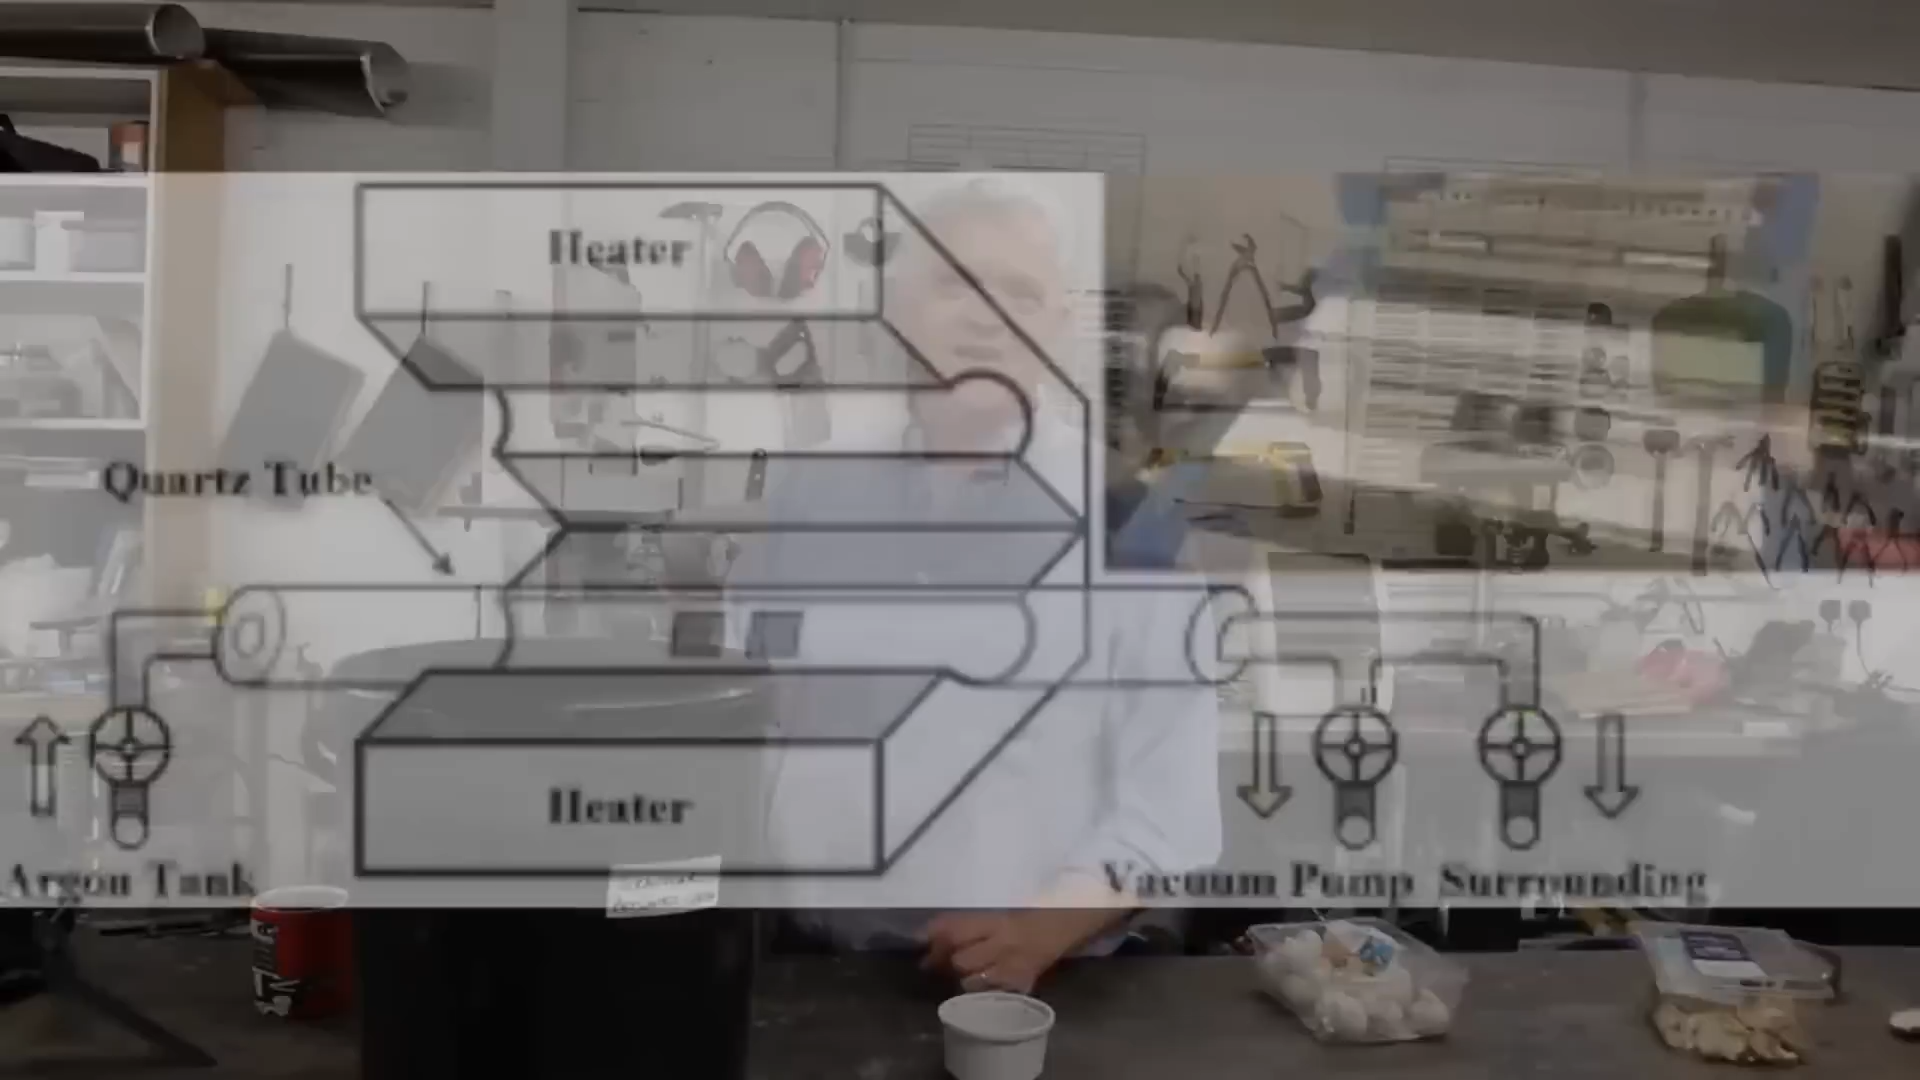 Heater
Quartz Tube
Heater
Argon Tank
Vacuum Pump
Surrounding